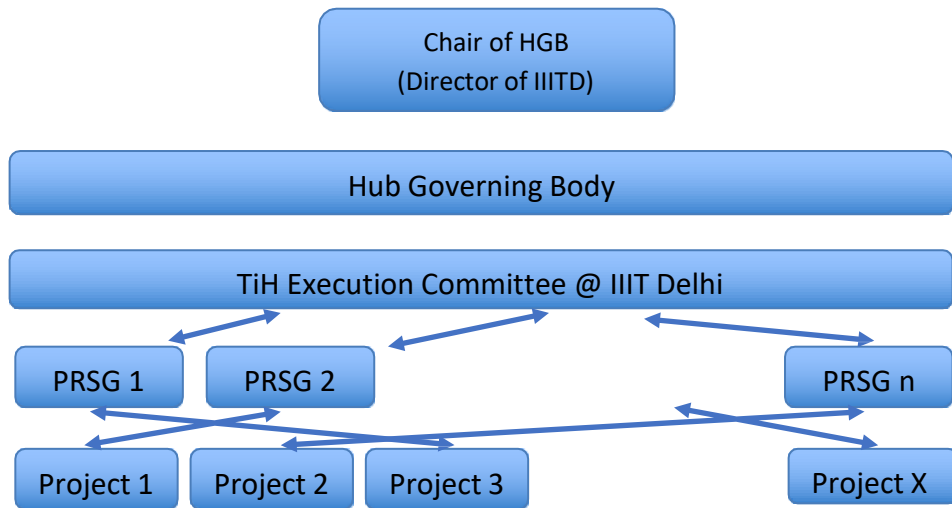 Chair of HGB
(Director of IIITD)
Hub Governing Body
TiH Execution Committee @ IIIT Delhi
PRSG 1
PRSG 2
PRSG n
Project 1
Project 2
Project 3
Project X